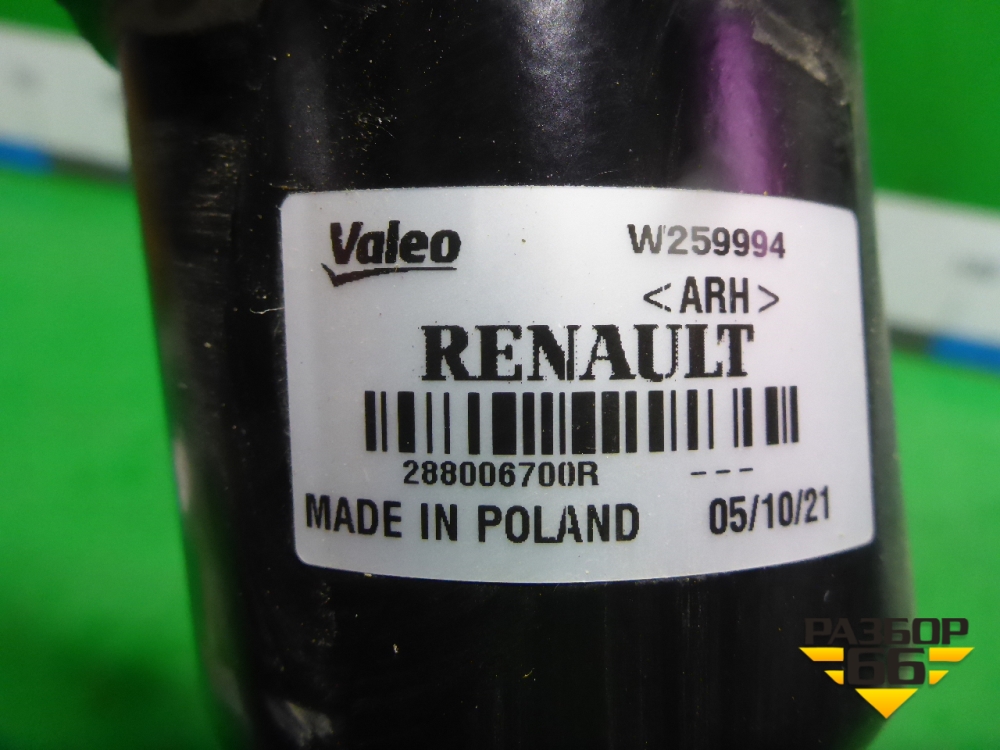 Valeo
W259994
<ARH>
RENAULT
288006700R
---
MADE IN POLAND
05/10/21
РАЗБОР
66